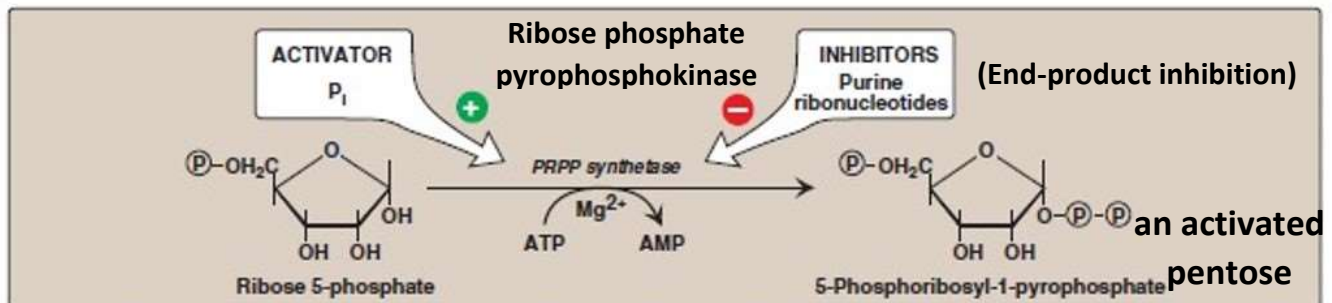 Ribose phosphate
pyrophosphokinase
ACTIVATOR
Pᵢ
INHIBITORS
Purine
ribonucleotides
(End-product inhibition)
+
−
Ⓟ–OH₂C
O
OH
OH OH
Ribose 5-phosphate
PRPP synthetase
Mg²⁺
ATP
AMP
Ⓟ–OH₂C
O
O–Ⓟ–Ⓟ
OH OH
5-Phosphoribosyl-1-pyrophosphate
an activated
pentose